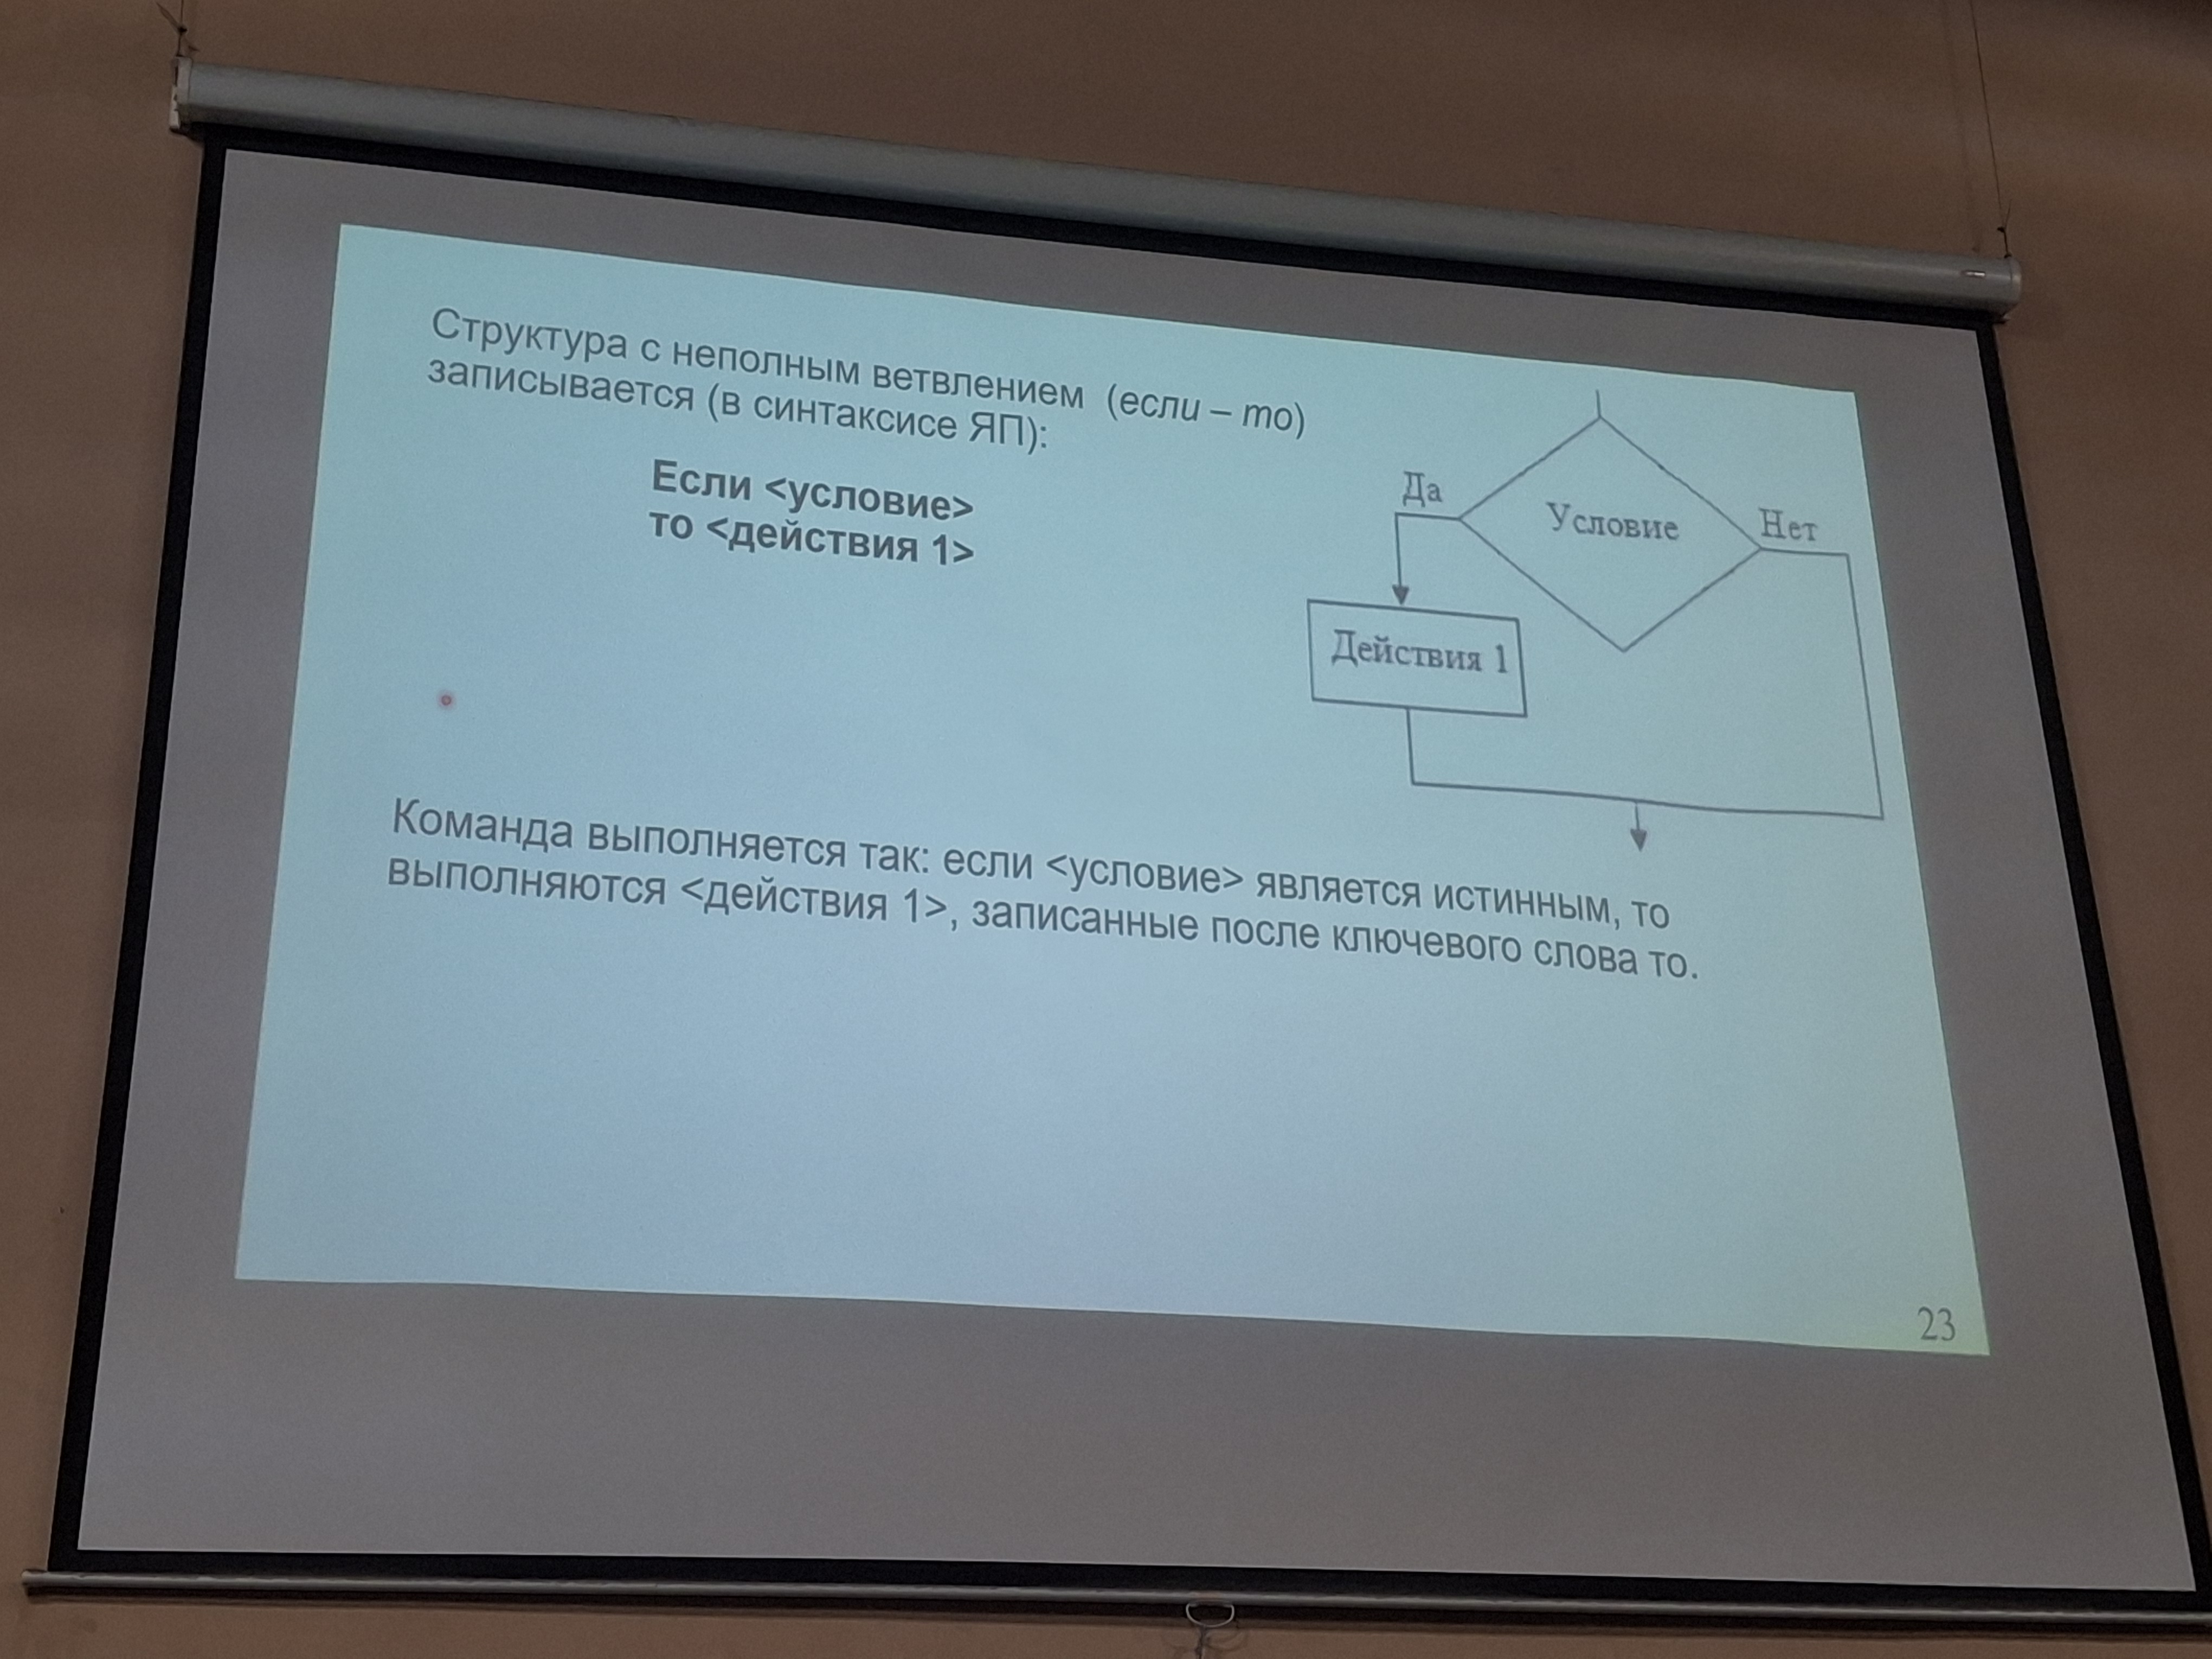 Структура с неполным ветвлением (если – то)
записывается (в синтаксисе ЯП):
Если <условие>
то <действия 1>
Да
Условие
Нет
Действия 1
Команда выполняется так: если <условие> является истинным, то
выполняются <действия 1>, записанные после ключевого слова то.
23